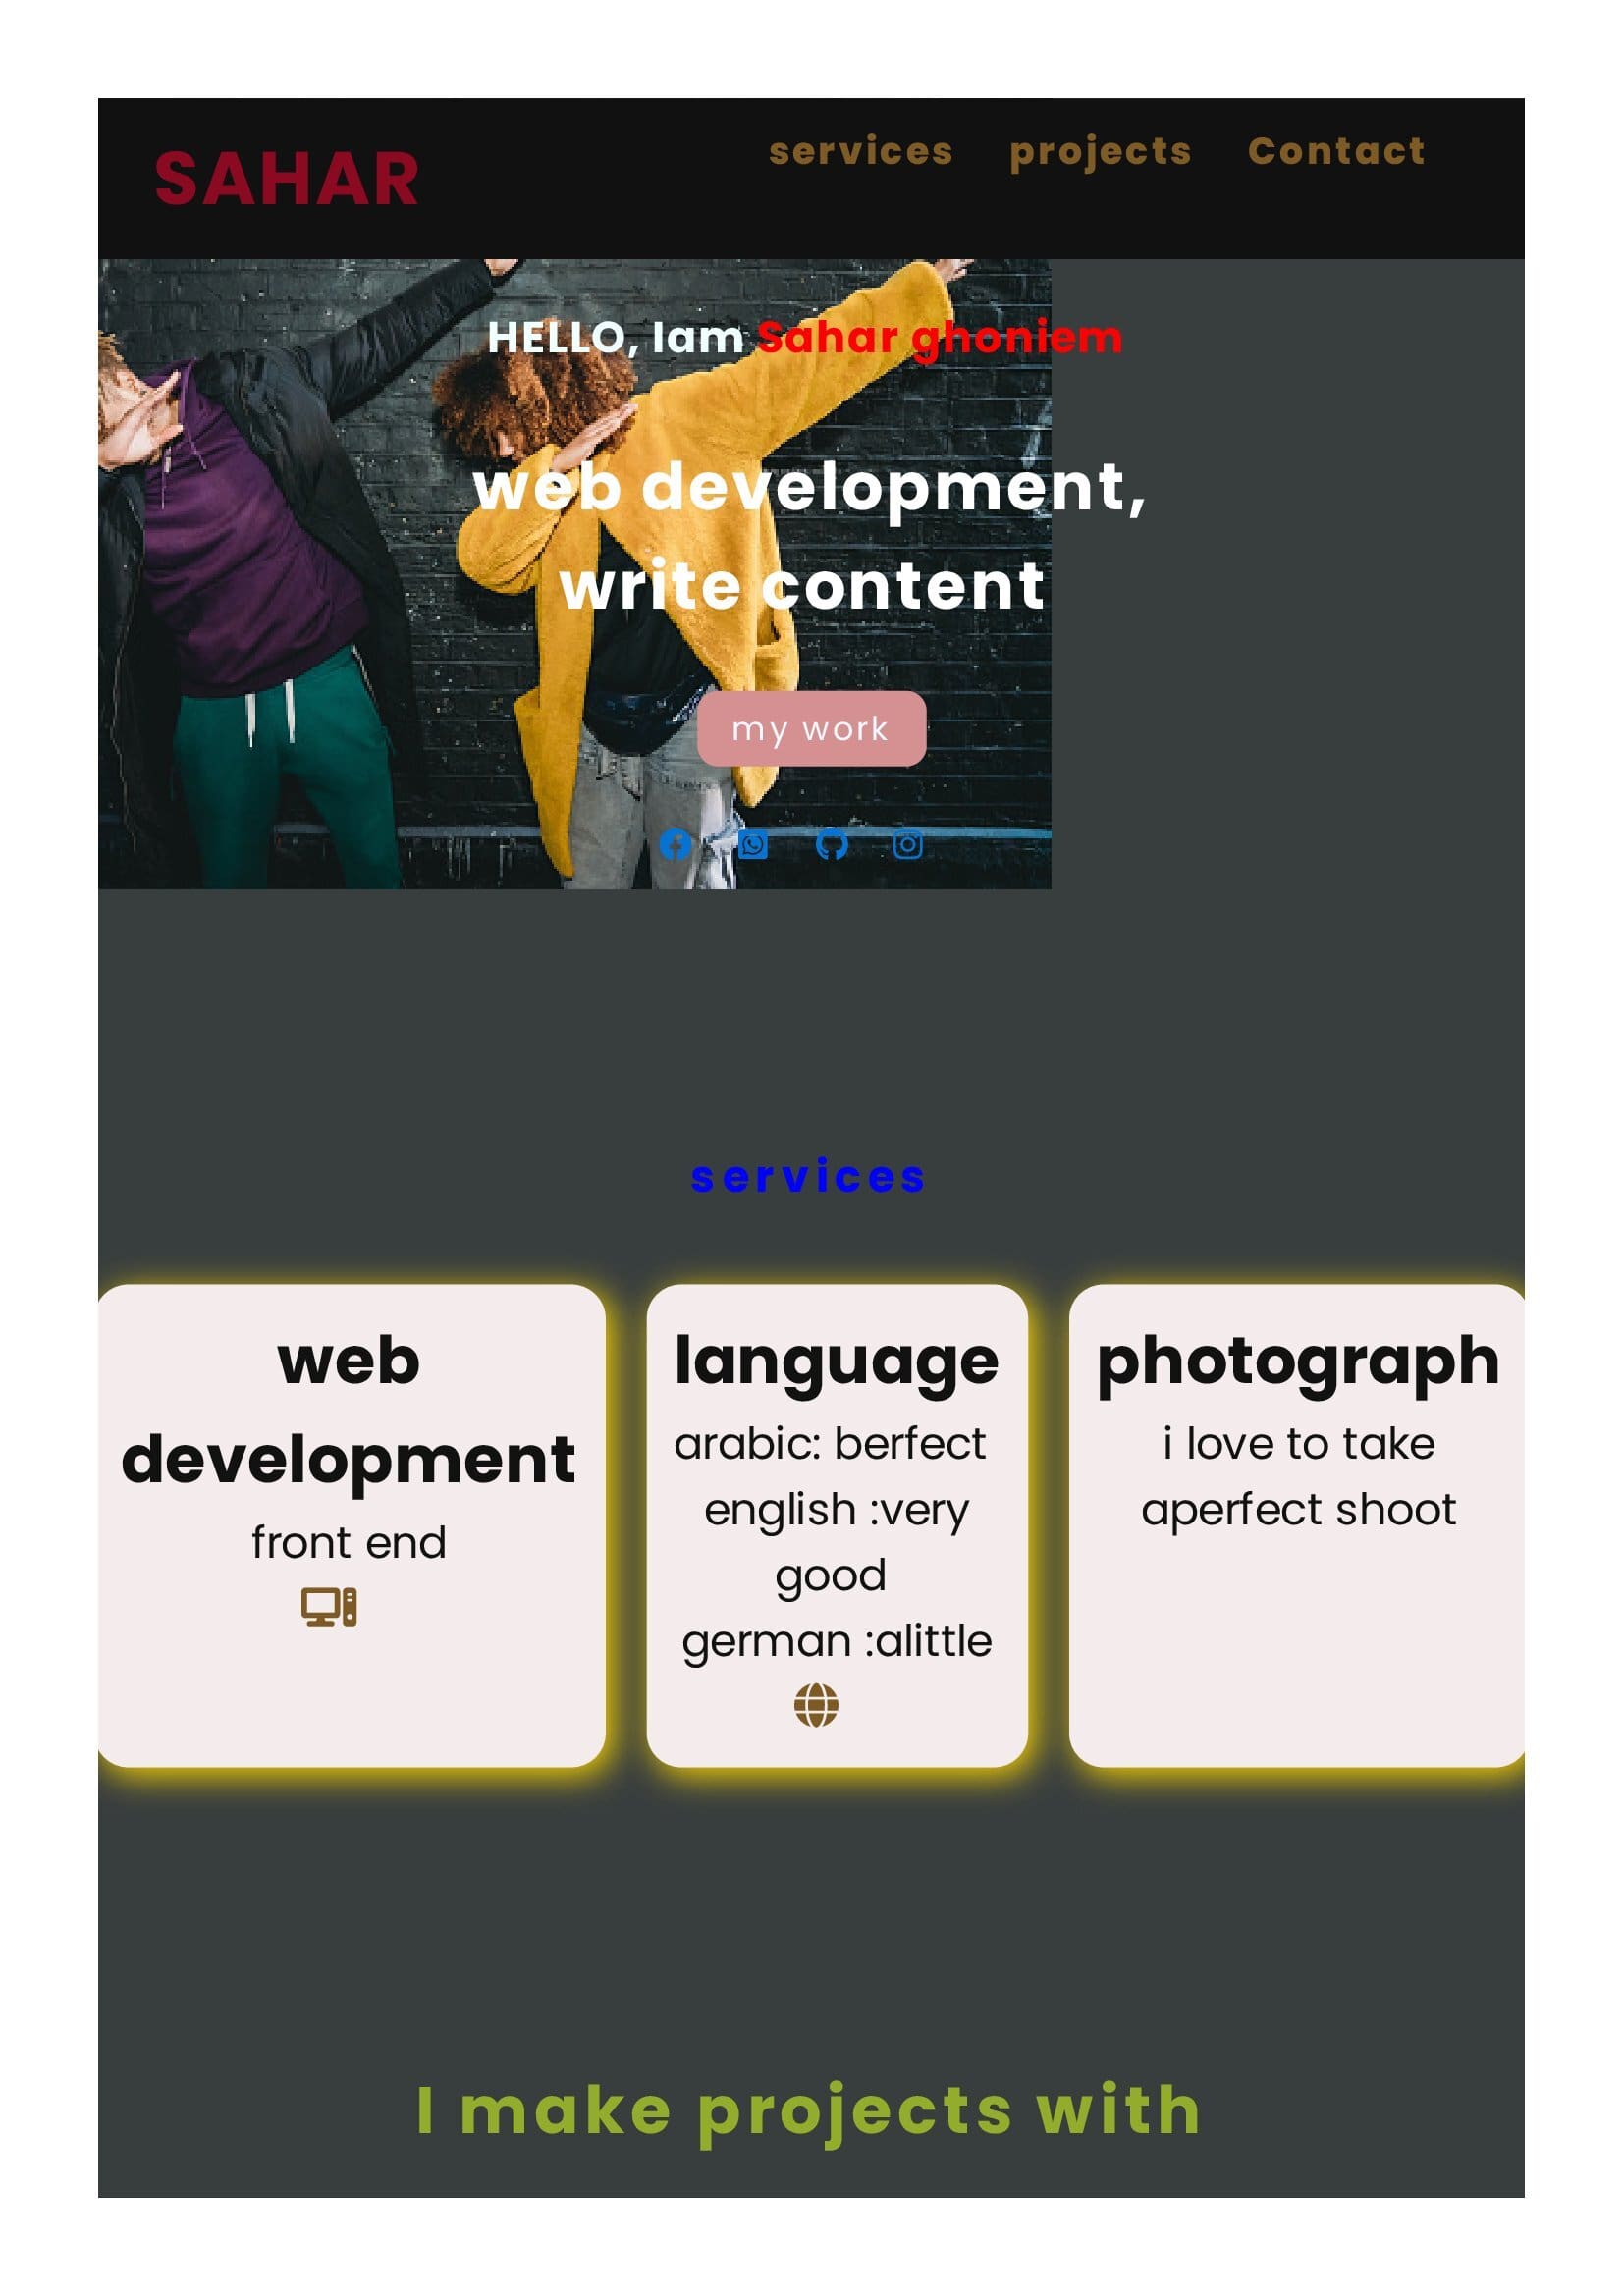 SAHAR
services projects Contact
HELLO, Iam Sahar ghoniem
web development,
write content
my work
services
web
development
front end
language
arabic: berfect
english :very
good
german :alittle
photograph
i love to take
aperfect shoot
I make projects with